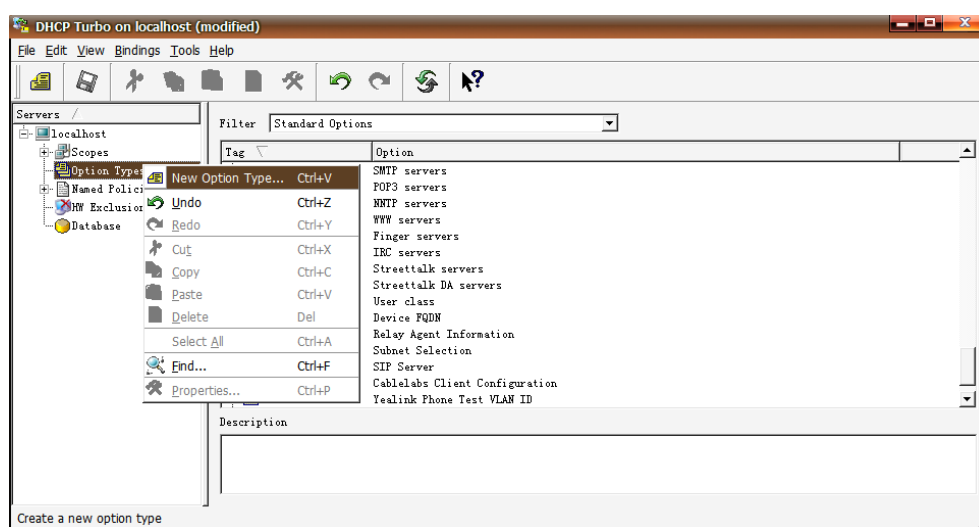 DHCP Turbo on localhost (modified)
File Edit View Bindings Tools Help
Servers
localhost
Scopes
Option Type
Named Polici
HW Exclusion
Database
Filter Standard Options
Tag Option
SMTP servers
POP3 servers
NNTP servers
WWW servers
Finger servers
IRC servers
Streettalk servers
Streettalk DA servers
User class
Device FQDN
Relay Agent Information
Subnet Selection
SIP Server
Cablelabs Client Configuration
Yealink Phone Test VLAN ID
New Option Type... Ctrl+V
Undo Ctrl+Z
Redo Ctrl+Y
Cut Ctrl+X
Copy Ctrl+C
Paste Ctrl+V
Delete Del
Select All Ctrl+A
Find... Ctrl+F
Properties... Ctrl+P
Description
Create a new option type